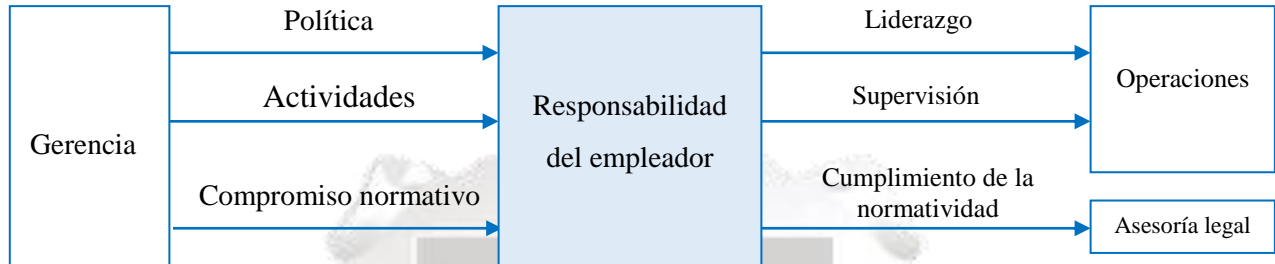 Gerencia
Política
Actividades
Compromiso normativo
Responsabilidad
del empleador
Liderazgo
Supervisión
Cumplimiento de la
normatividad
Operaciones
Asesoría legal